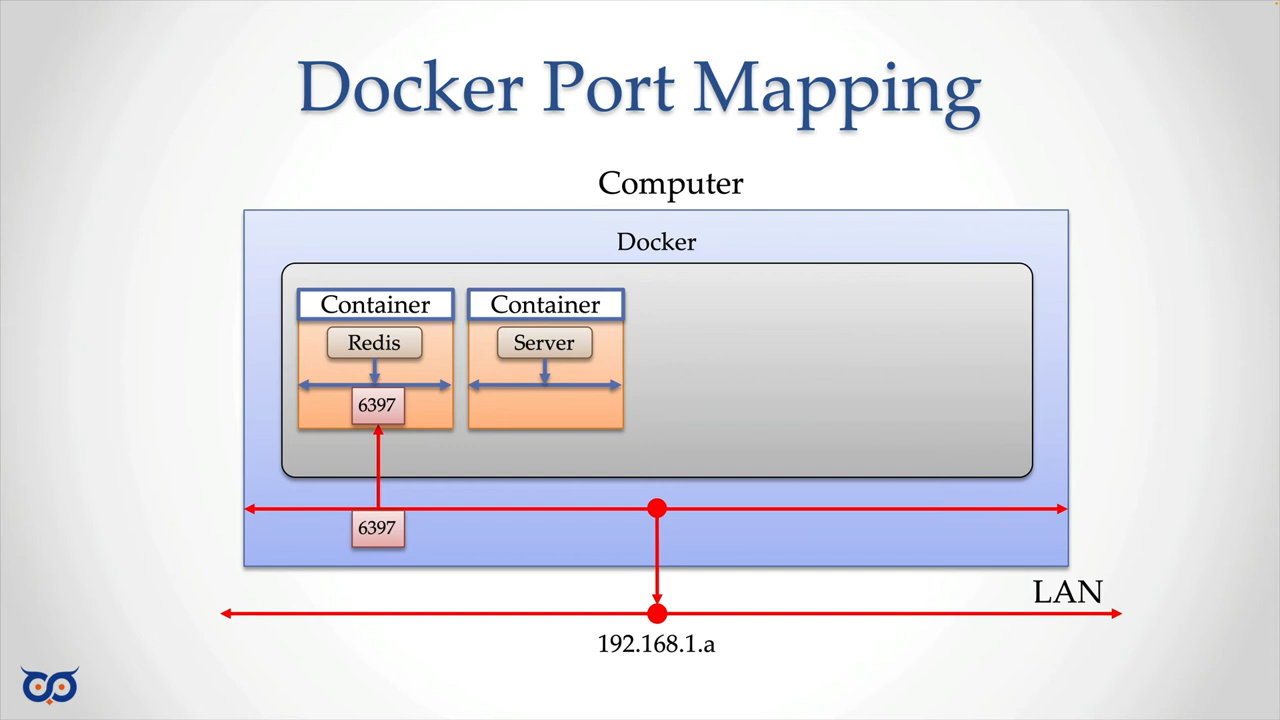 Docker Port Mapping
Computer
Docker
Container
Container
Redis
Server
6397
6397
LAN
192.168.1.a